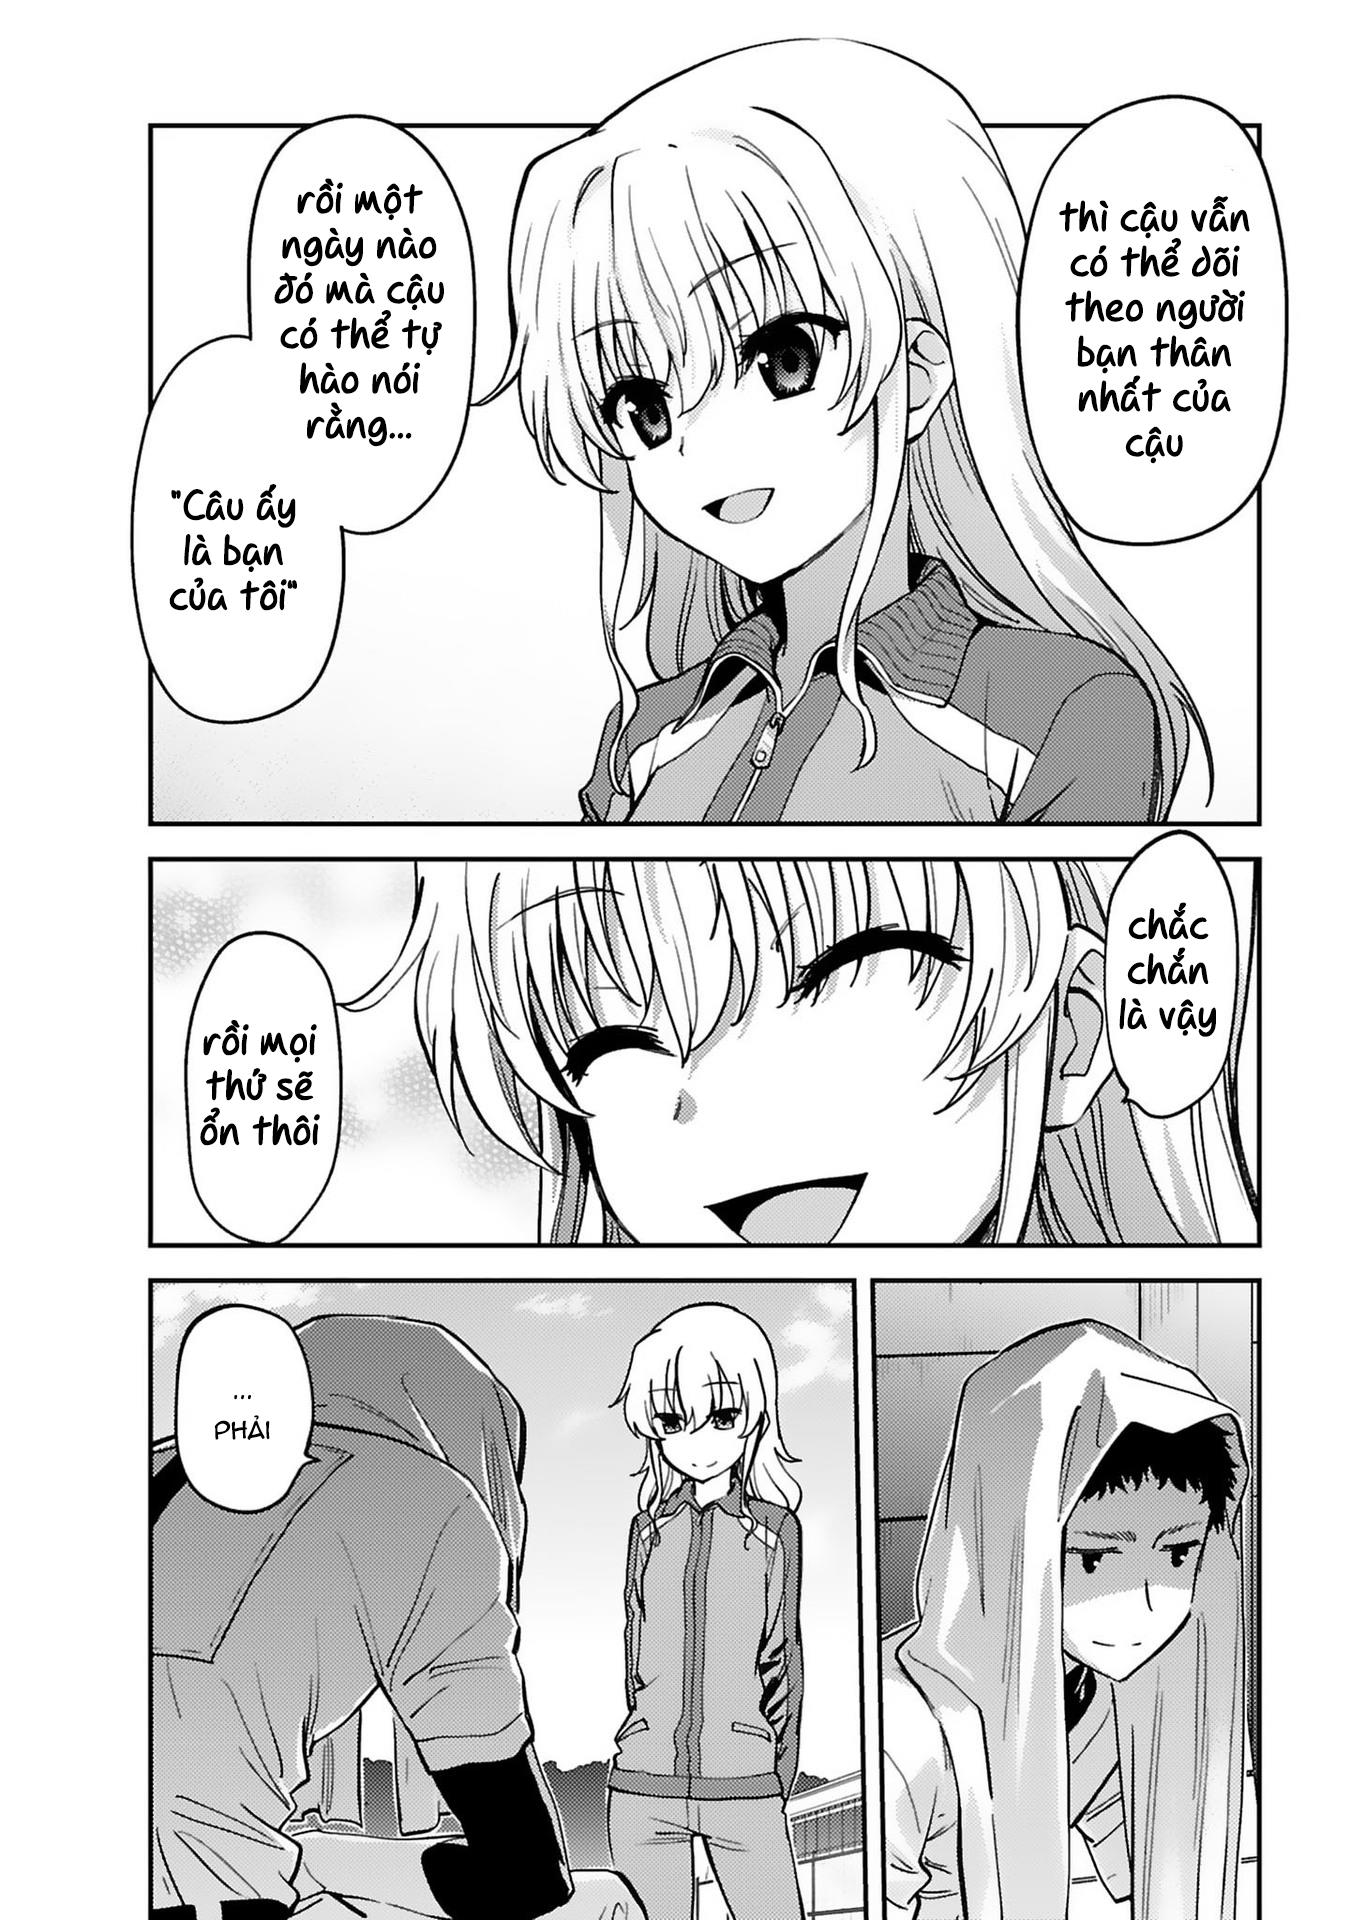 thì cậu vẫn
có thể dõi
theo người
bạn thân
nhất của
cậu
rồi một
ngày nào
đó mà cậu
có thể tự
hào nói
rằng...
"Câu ấy
là bạn
của tôi"
chắc
chắn
là vậy
rồi mọi
thứ sẽ
ổn thôi
...
PHẢI